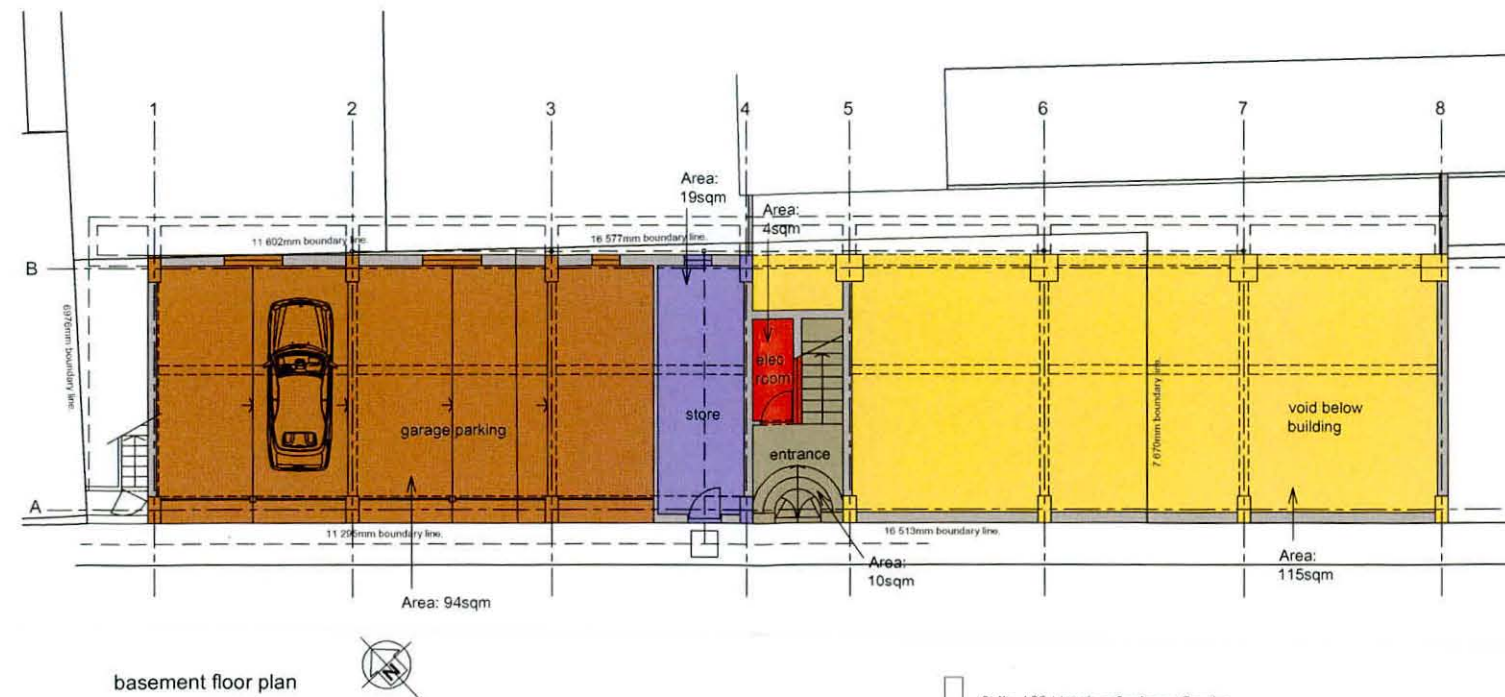 1
2
3
4
5
6
7
8
Area:
19sqm
Area:
4sqm
11 602mm boundary line.
16 577mm boundary line.
B
6976mm boundary line.
elec
room
store
garage parking
entrance
void below
building
7 670mm boundary line.
A
11 295mm boundary line.
16 513mm boundary line.
Area:
10sqm
Area:
115sqm
Area: 94sqm
N
basement floor plan